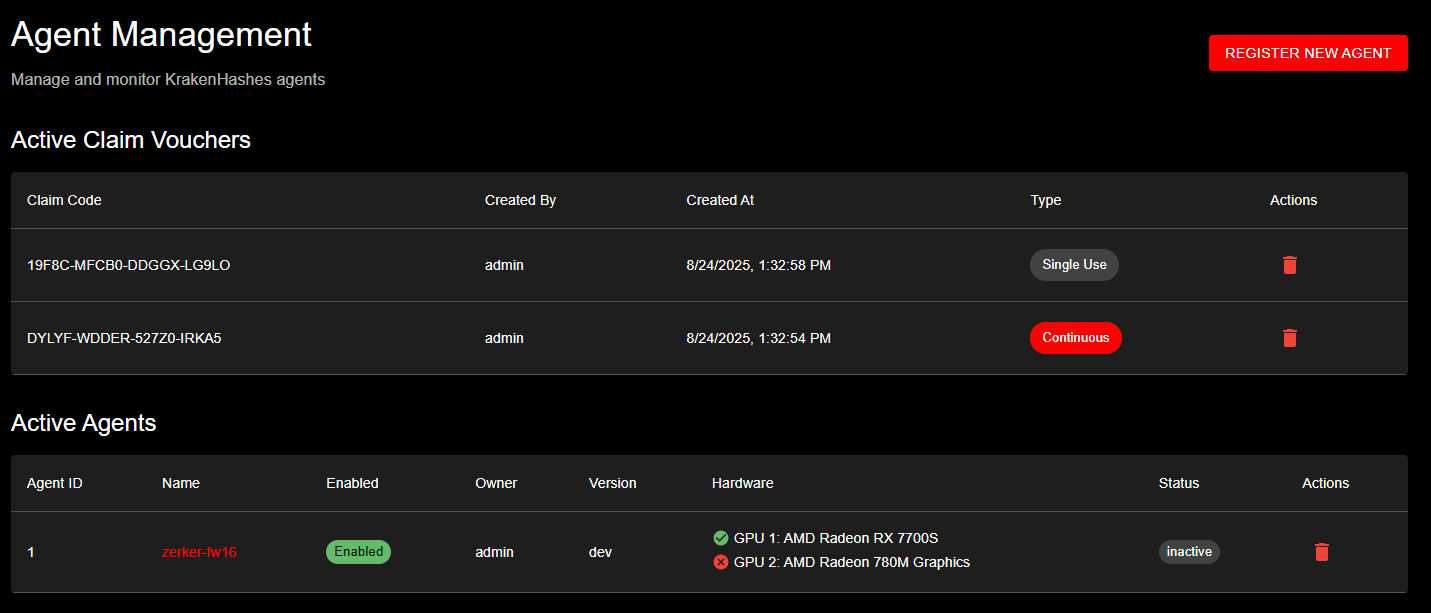 Agent Management
REGISTER NEW AGENT
Manage and monitor KrakenHashes agents
Active Claim Vouchers
Claim Code Created By Created At Type Actions
19F8C-MFCB0-DDGGX-LG9LO admin 8/24/2025, 1:32:58 PM Single Use
DYLYF-WDDER-527Z0-IRKA5 admin 8/24/2025, 1:32:54 PM Continuous
Active Agents
Agent ID Name Enabled Owner Version Hardware Status Actions
1 zerker-fw16 Enabled admin dev GPU 1: AMD Radeon RX 7700S inactive
GPU 2: AMD Radeon 780M Graphics